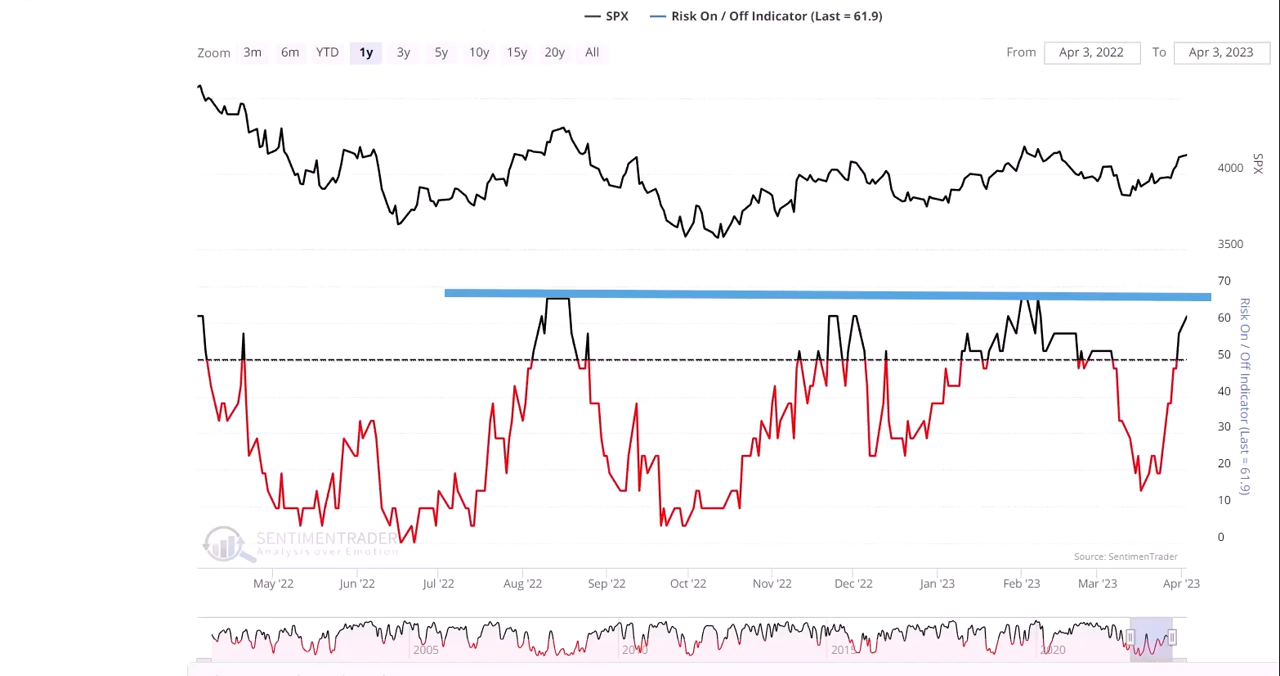 SPX Risk On / Off Indicator (Last = 61.9)
Zoom 3m 6m YTD 1y 3y 5y 10y 15y 20y All From Apr 3, 2022 To Apr 3, 2023
4000
SPX
3500
70
60
50
40
30
20
10
0
Risk On / Off Indicator (Last = 61.9)
SENTIMENTRADER
Analysis over Emotion
Source: SentimenTrader
May '22 Jun '22 Jul '22 Aug '22 Sep '22 Oct '22 Nov '22 Dec '22 Jan '23 Feb '23 Mar '23 Apr '23
2005 2015 2020